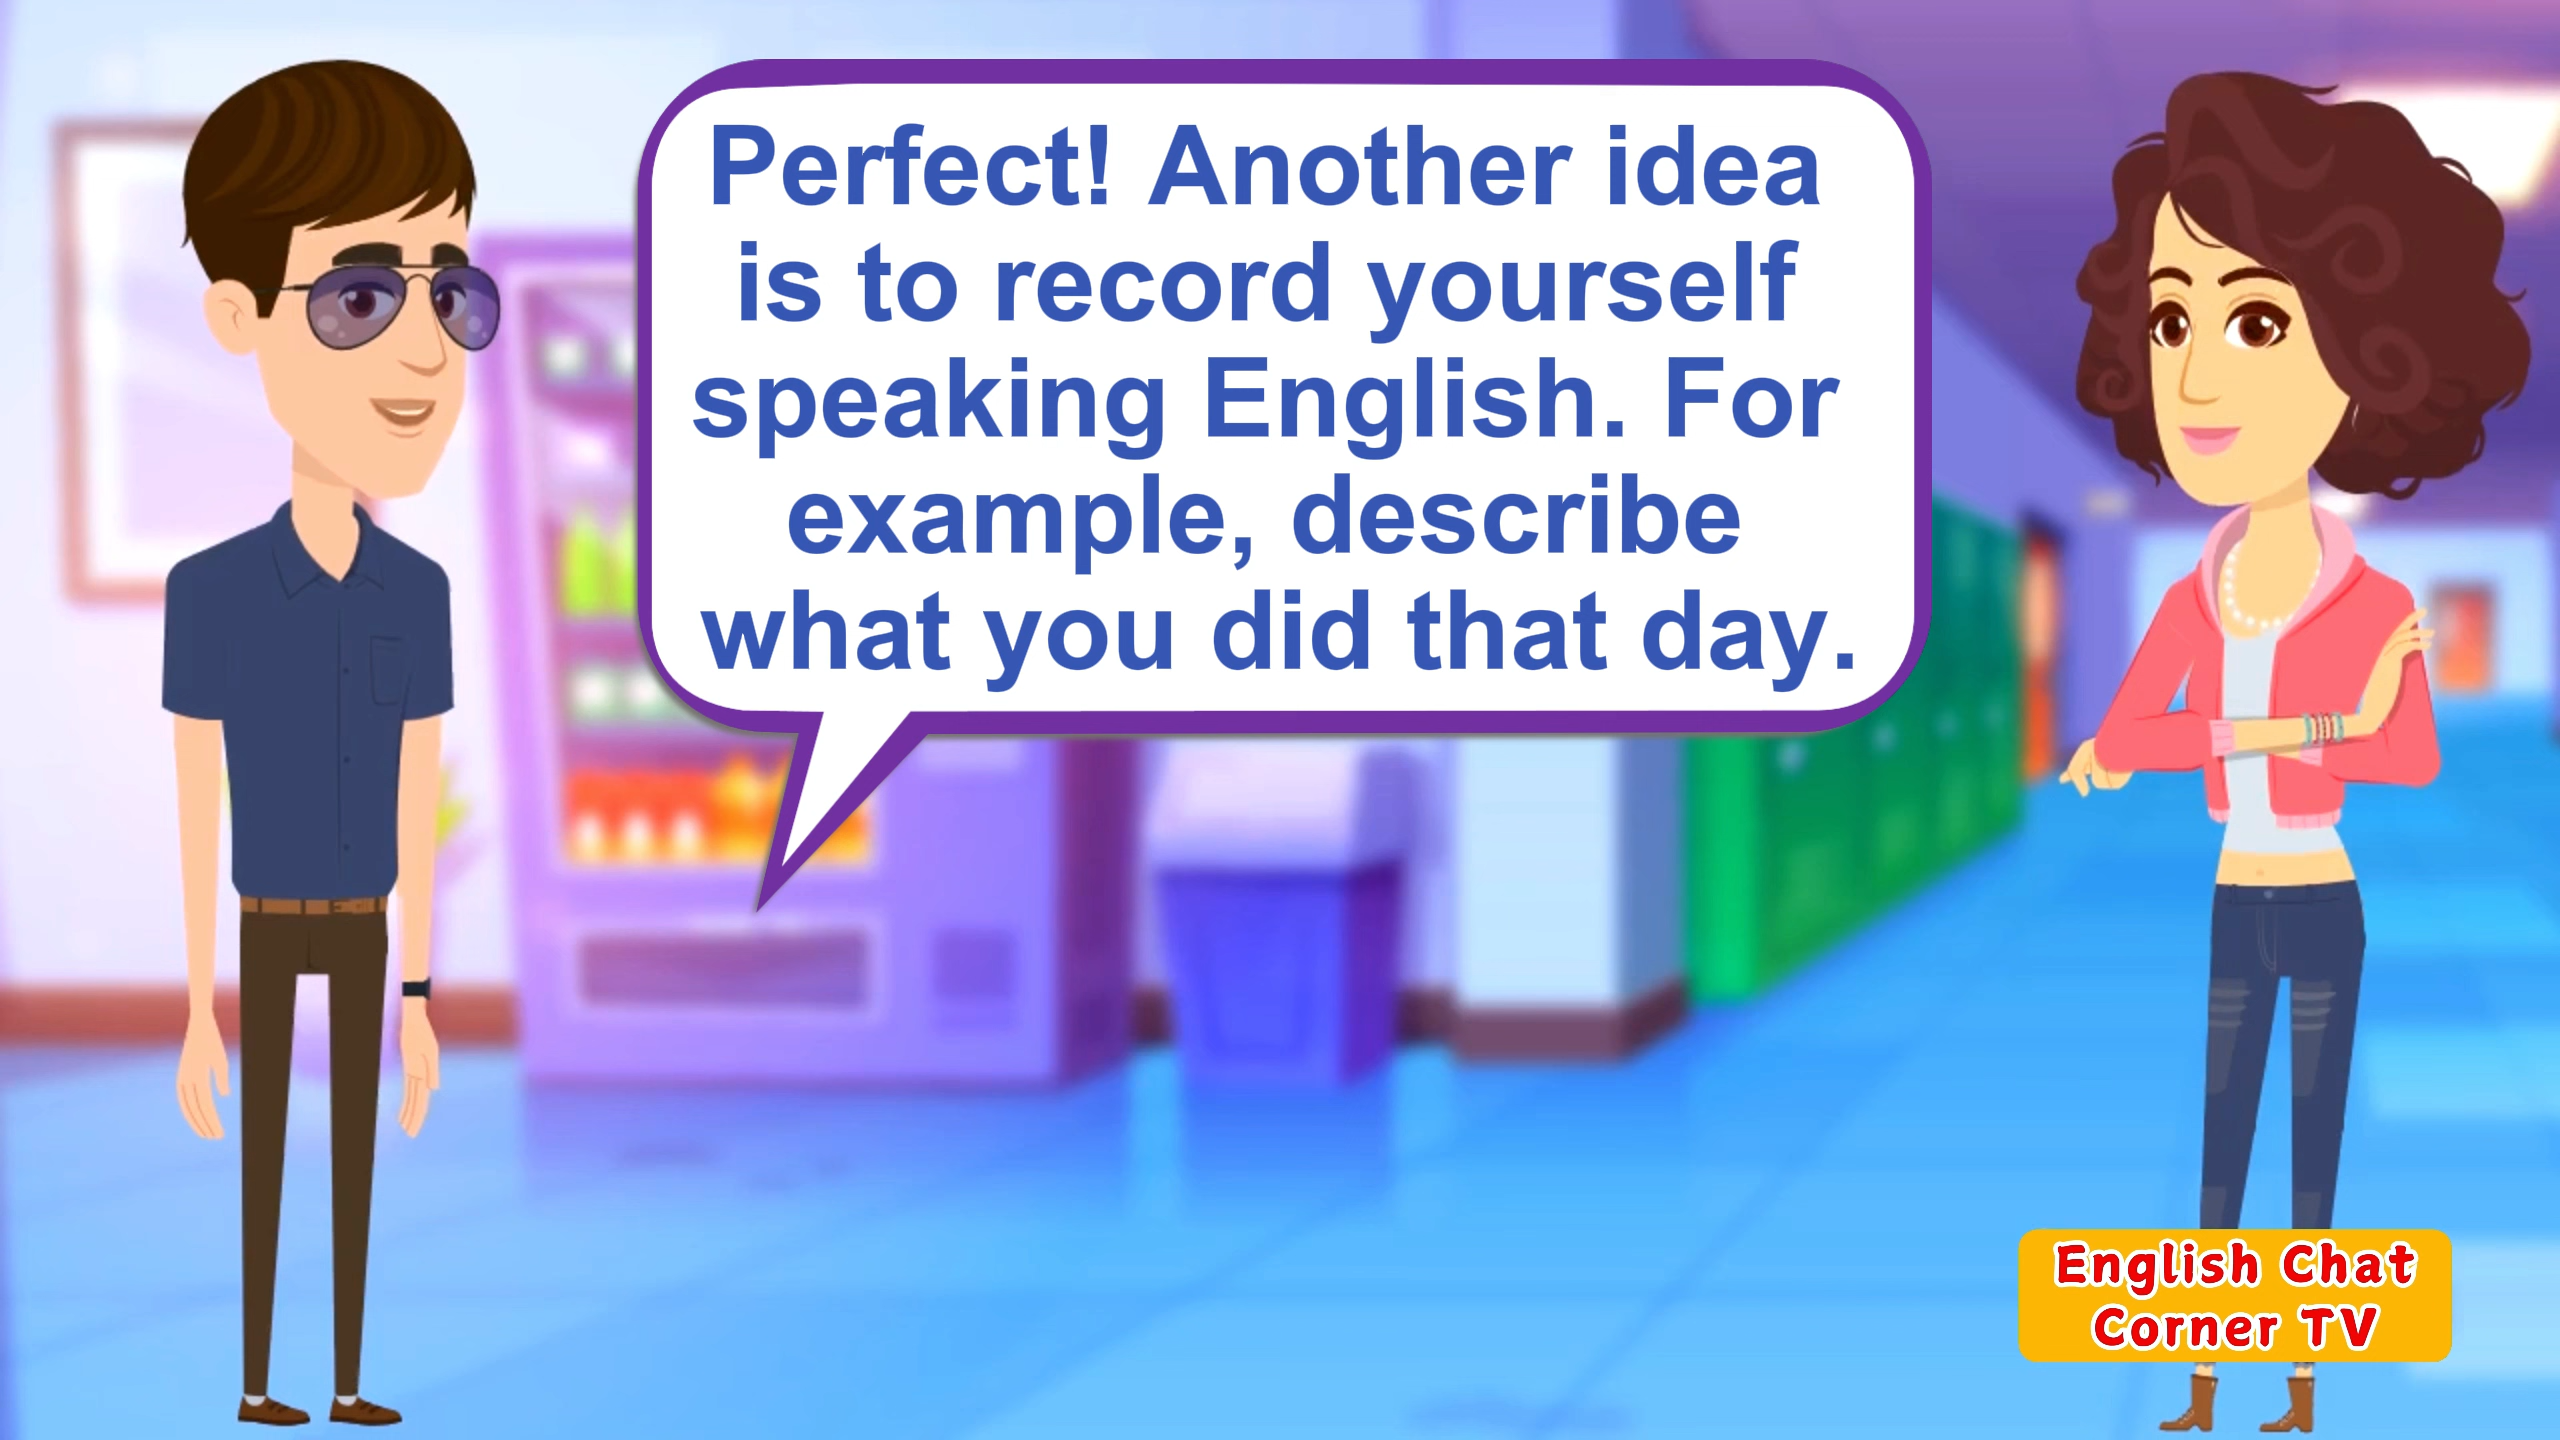 Perfect! Another idea
is to record yourself
speaking English. For
example, describe
what you did that day.
English Chat
Corner TV